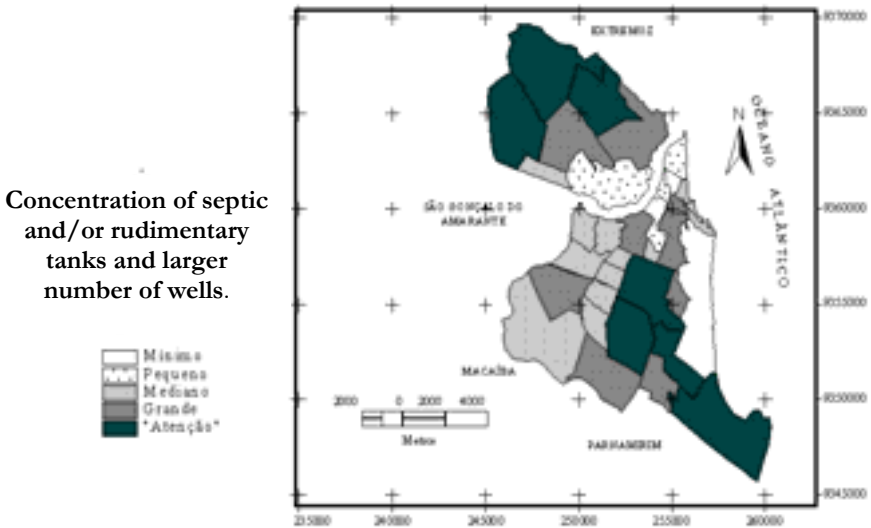 EXTREMOZ
9370000
9365000
N
OCEANO ATLÂNTICO
Concentration of septic
and/or rudimentary
tanks and larger
number of wells.
SÃO GONÇALO DO
AMARANTE
9360000
9355000
Mínimo
Pequeno
Mediano
Grande
"Atenção"
MACAÍBA
2000 0 2000 4000
Metros
PARNAMIRIM
9350000
9345000
235000 240000 245000 250000 255000 260000